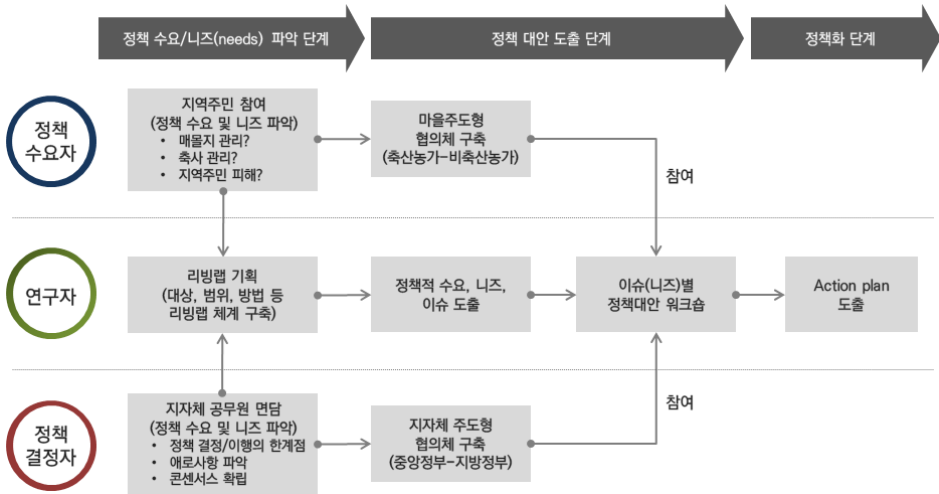 정책 수요/니즈(needs) 파악 단계
정책 대안 도출 단계
정책화 단계
정책
수요자
지역주민 참여
(정책 수요 및 니즈 파악)
• 매몰지 관리?
• 축사 관리?
• 지역주민 피해?
마을주도형
협의체 구축
(축산농가-비축산농가)
참여
연구자
리빙랩 기획
(대상, 범위, 방법 등
리빙랩 체계 구축)
정책적 수요, 니즈,
이슈 도출
이슈(니즈)별
정책대안 워크숍
Action plan
도출
정책
결정자
지자체 공무원 면담
(정책 수요 및 니즈 파악)
• 정책 결정/이행의 한계점
• 애로사항 파악
• 콘센서스 확립
지자체 주도형
협의체 구축
(중앙정부-지방정부)
참여